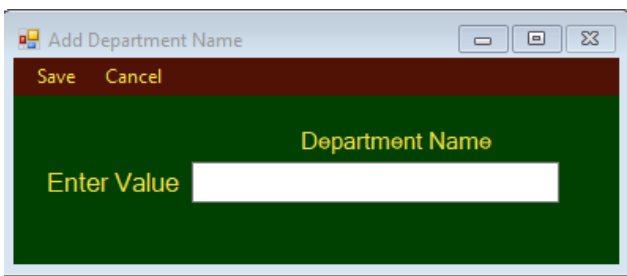 Add Department Name
Save Cancel
Department Name
Enter Value